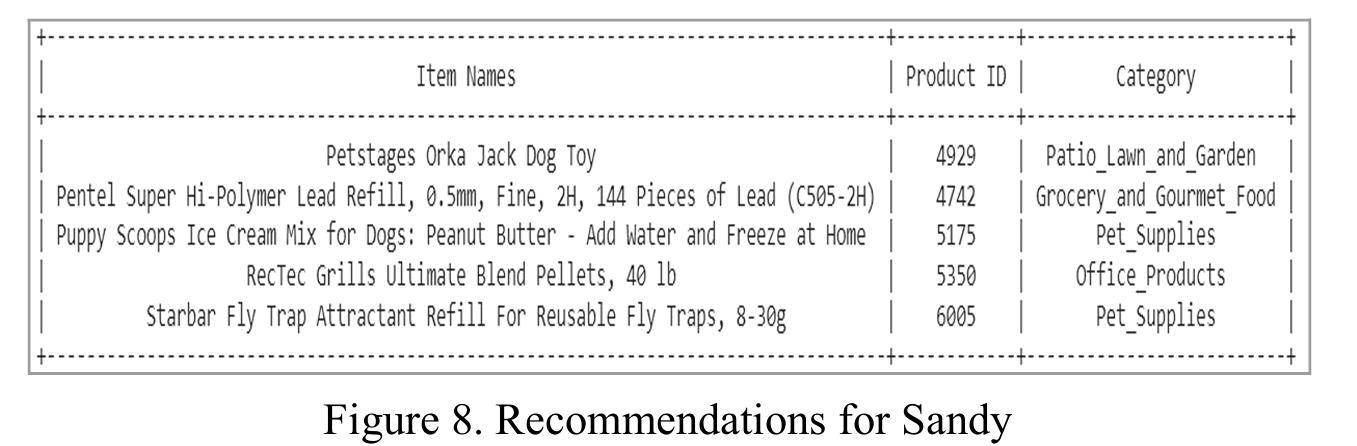 +------------------------------------------------------------------------------------+-----------+--------------------------+
| Item Names | Product ID | Category |
+------------------------------------------------------------------------------------+-----------+--------------------------+
| Petstages Orka Jack Dog Toy | 4929 | Patio_Lawn_and_Garden |
| Pentel Super Hi-Polymer Lead Refill, 0.5mm, Fine, 2H, 144 Pieces of Lead (C505-2H) | 4742 | Grocery_and_Gourmet_Food |
| Puppy Scoops Ice Cream Mix for Dogs: Peanut Butter - Add Water and Freeze at Home | 5175 | Pet_Supplies |
| RecTec Grills Ultimate Blend Pellets, 40 lb | 5350 | Office_Products |
| Starbar Fly Trap Attractant Refill For Reusable Fly Traps, 8-30g | 6005 | Pet_Supplies |
+------------------------------------------------------------------------------------+-----------+--------------------------+
Figure 8. Recommendations for Sandy